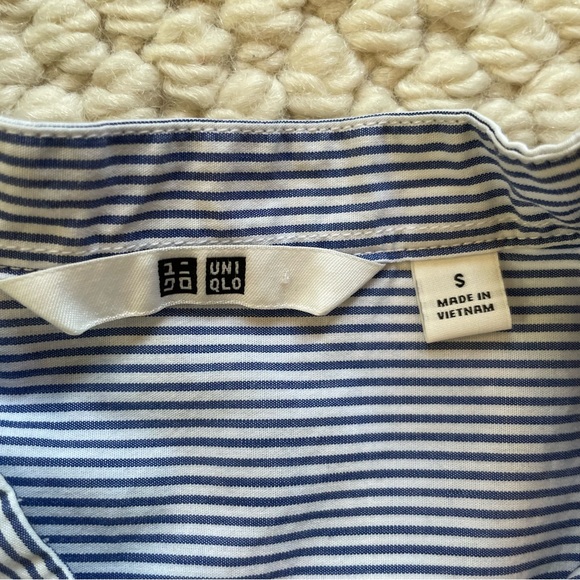 ユニ UNI
クロ QLO
S
MADE IN
VIETNAM